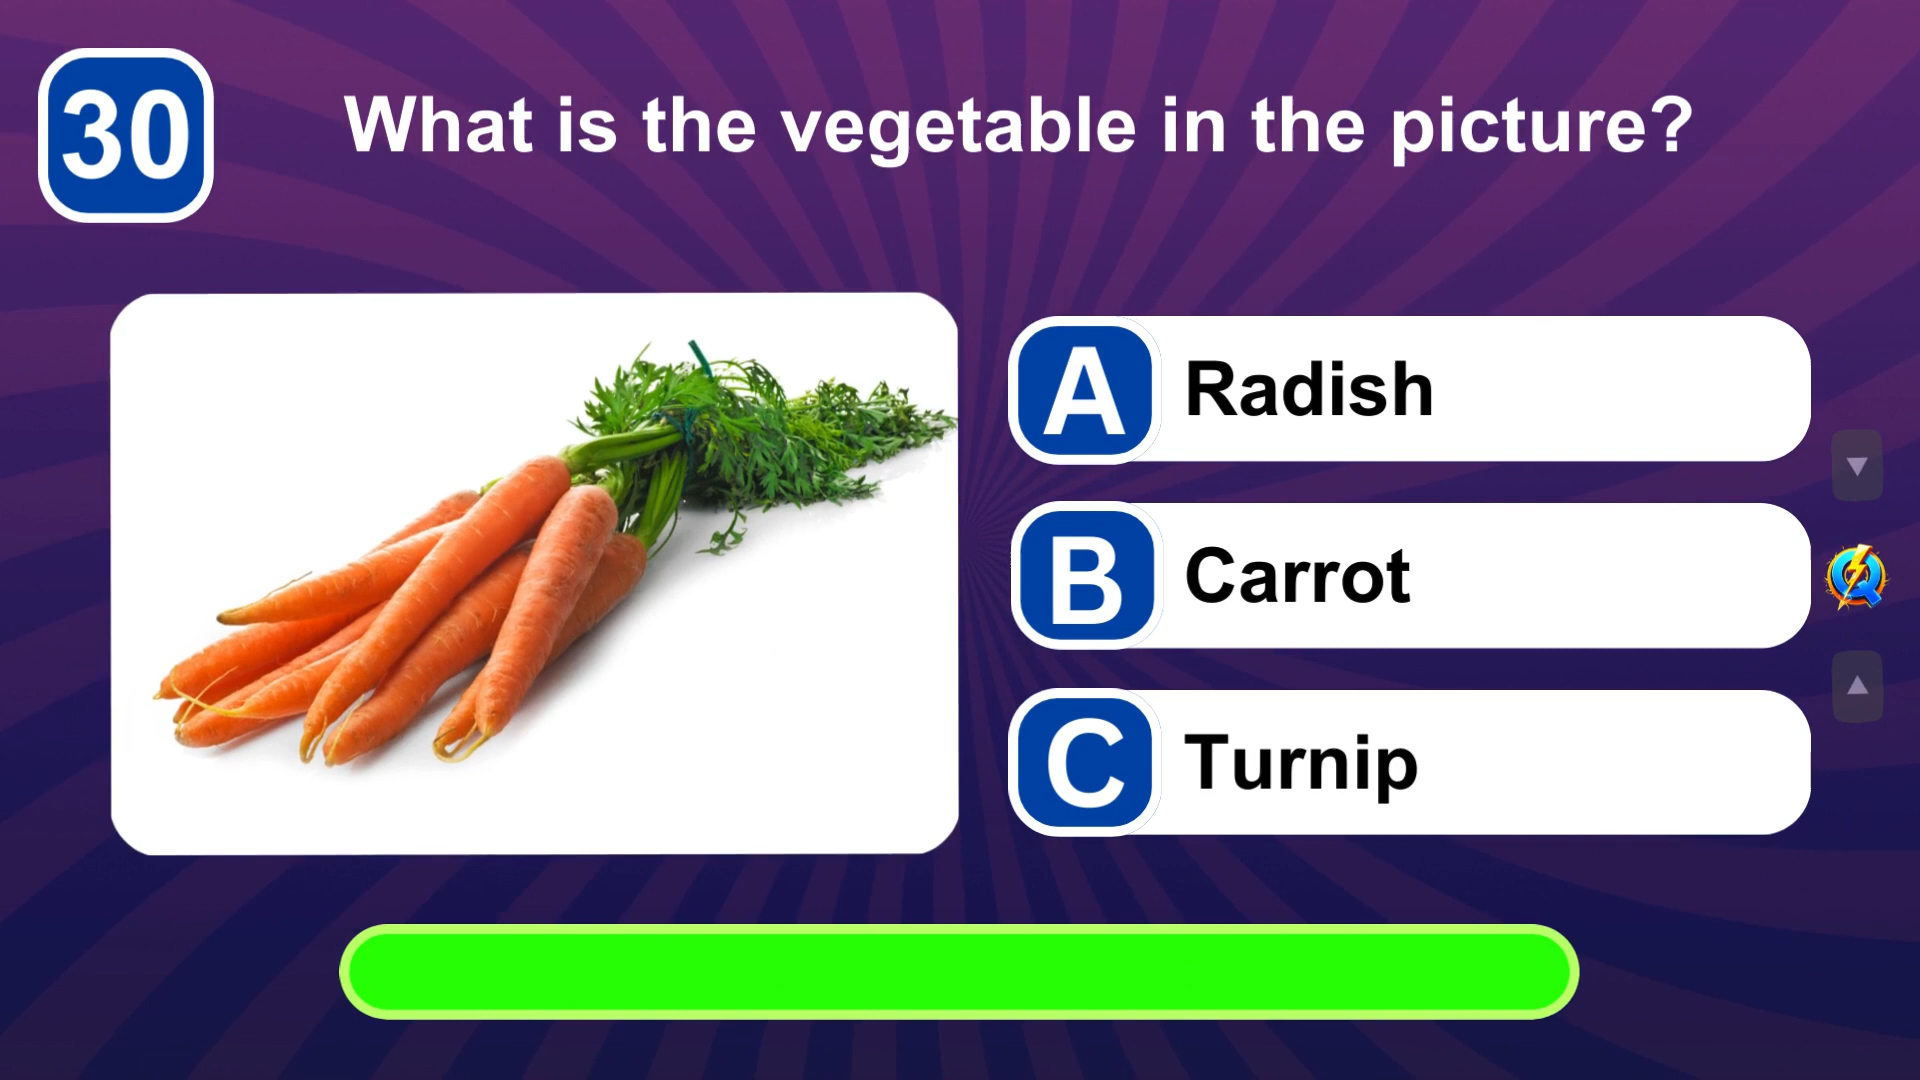 30
What is the vegetable in the picture?
A Radish
B Carrot
C Turnip